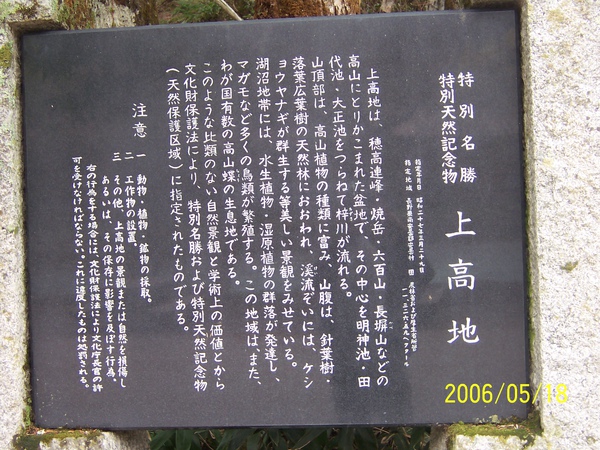 特別名勝
特別天然記念物
上高地
指定年月日 昭和二十七年三月二十九日
指定地域 長野県南安曇郡安曇村
上高地は、穂高連峰・焼岳・六百山・長塀山などの
高山にとりかこまれた盆地で、その中心を明神池・田
代池・大正池をつらねて梓川が流れる。
山頂部は、高山植物の種類に富み、山腹は、針葉樹・
落葉広葉樹の天然林におおわれ、渓流ぞいには、ケシ
ョウヤナギが群生する等美しい景観をみせている。
湖沼地帯には、水生植物・湿原植物の群落が発達し、
マガモなど多くの鳥類が繁殖する。この地域は、また、
わが国有数の高山蝶の生息地である。
このような比類のない自然景観と学術上の価値とから
文化財保護法により、特別名勝および特別天然記念物
（天然保護区域）に指定されたものである。
注意
一 動物・植物・鉱物の採取。
二 工作物の設置。
三 その他、上高地の景観または自然を損傷し
あるいは、その保存に影響を及ぼす行為、
右の行為をする場合には、文化財保護法により文化庁長官の許
可を受けなければならない。これに違反したものは処罰される。
2006/05/18